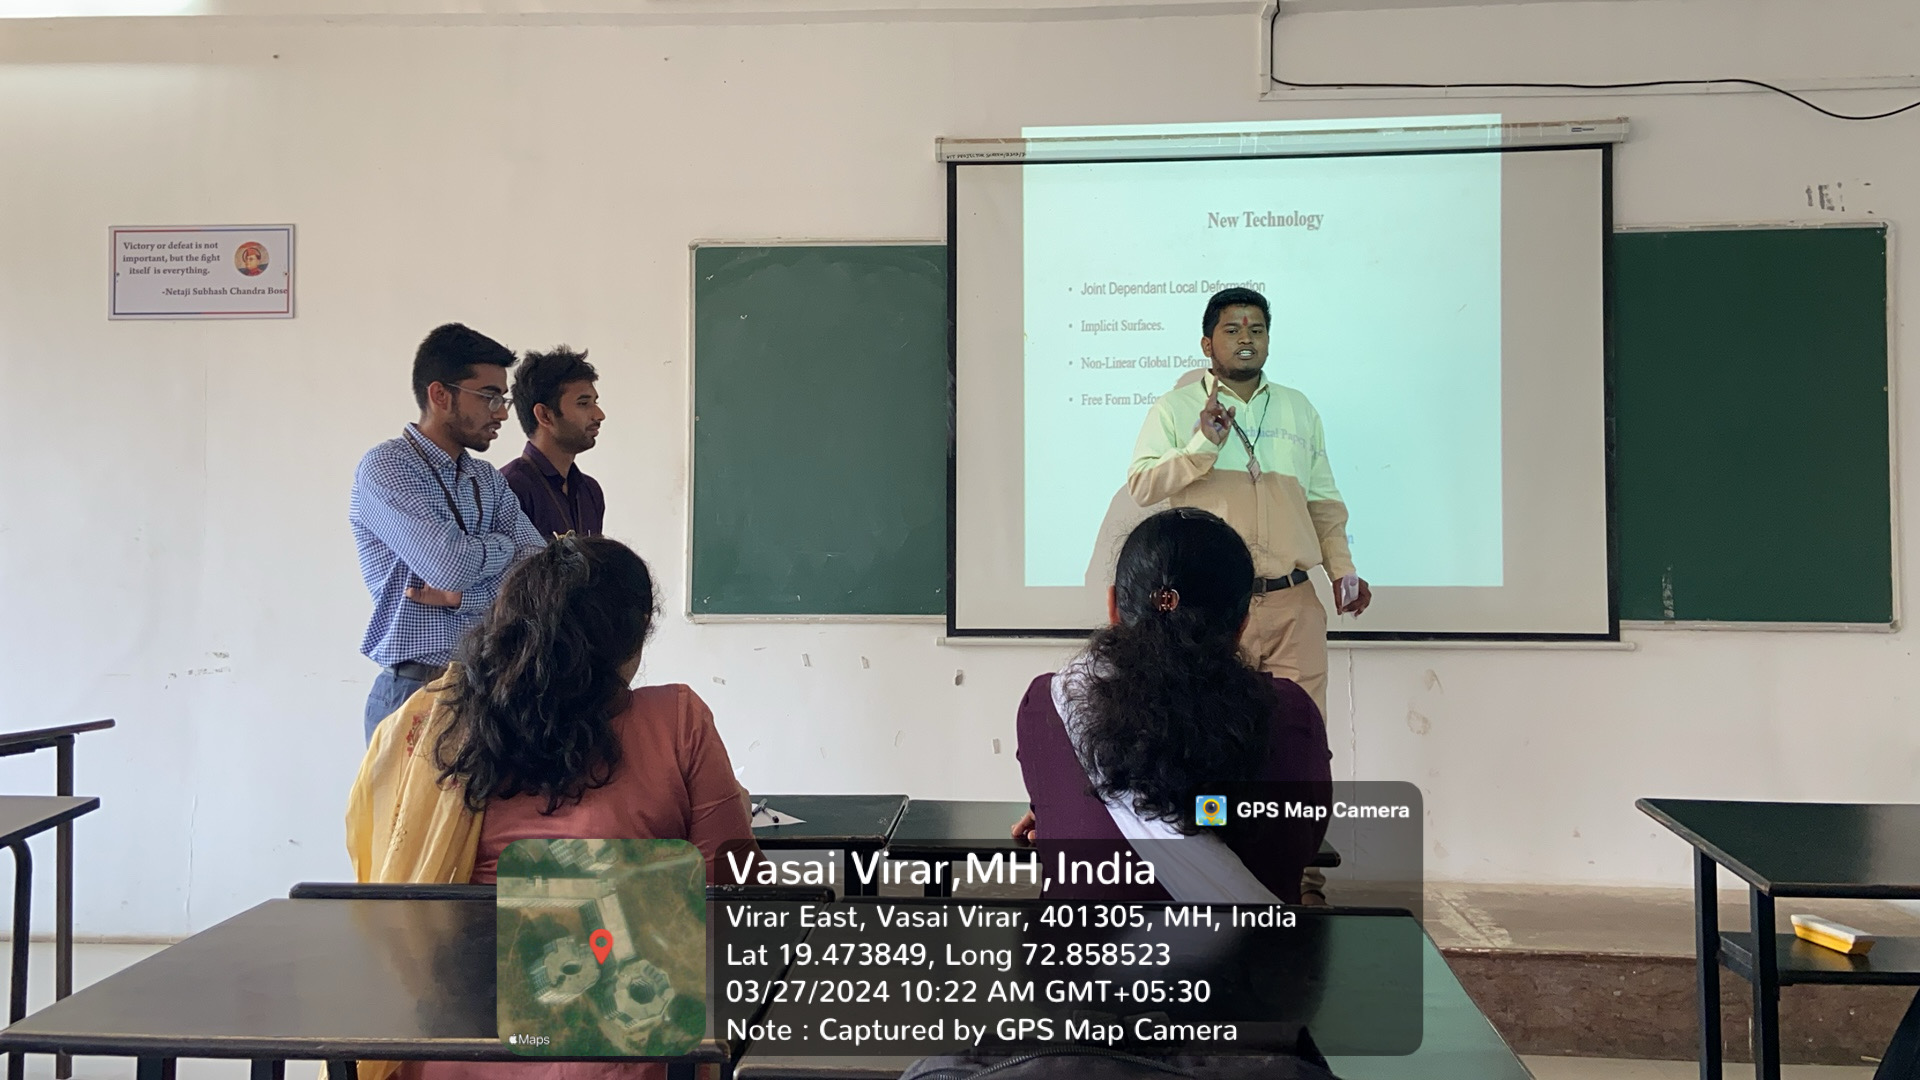 Victory or defeat is not
important, but the fight
itself is everything.
-Netaji Subhash Chandra Bose
New Technology
• Joint Dependant Local Deformation
• Implicit Surfaces.
• Non-Linear Global Deform
• Free Form Defor
GPS Map Camera
Vasai Virar,MH,India
Virar East, Vasai Virar, 401305, MH, India
Lat 19.473849, Long 72.858523
03/27/2024 10:22 AM GMT+05:30
Note : Captured by GPS Map Camera
Maps